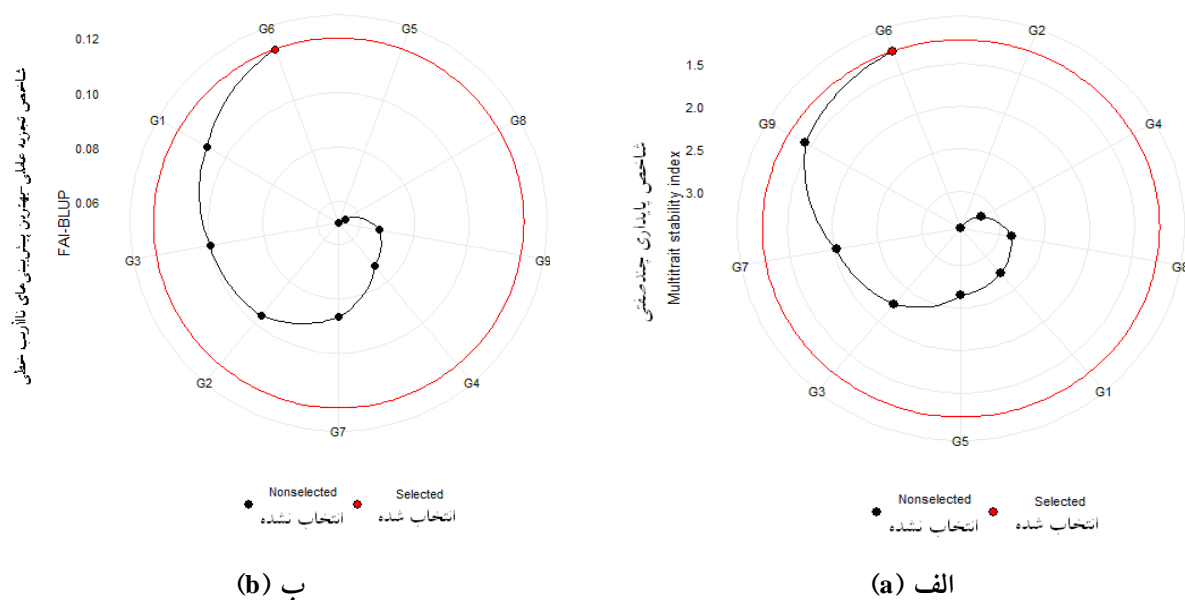 0.12
0.10
0.08
0.06
شاخص تجزیه عاملی -بهترین پیش‌بینی‌های نااُریب خطی
FAI-BLUP
G6
G5
G1
G8
G3
G9
G2
G4
G7
Nonselected
Selected
انتخاب نشده
انتخاب شده
ب (b)
1.5
2.0
2.5
3.0
شاخص پایداری چندصفتی
Multitrait stability index
G6
G2
G9
G4
G7
G8
G3
G1
G5
Nonselected
Selected
انتخاب نشده
انتخاب شده
الف (a)